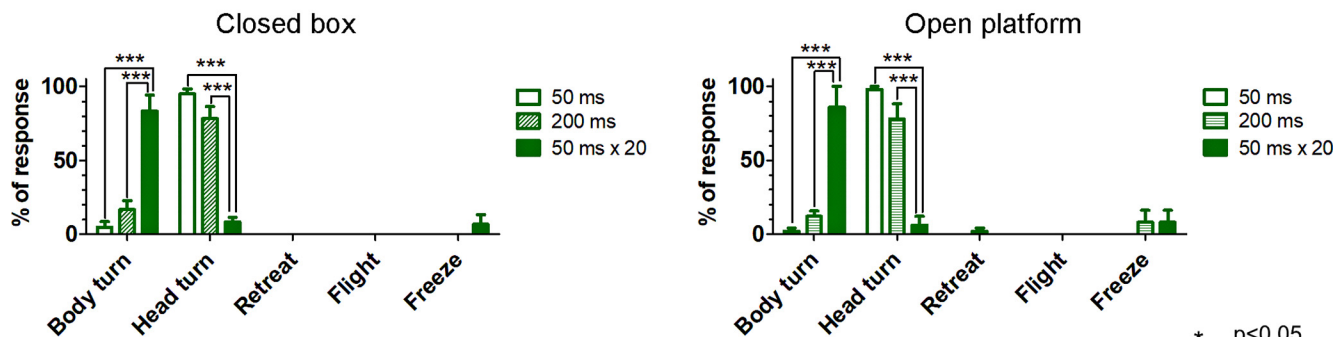 Closed box
% of response
100
50
0
***
***
***
***
Body turn
Head turn
Retreat
Flight
Freeze
50 ms
200 ms
50 ms x 20
Open platform
% of response
100
50
0
***
***
***
***
Body turn
Head turn
Retreat
Flight
Freeze
50 ms
200 ms
50 ms x 20
* p<0.05